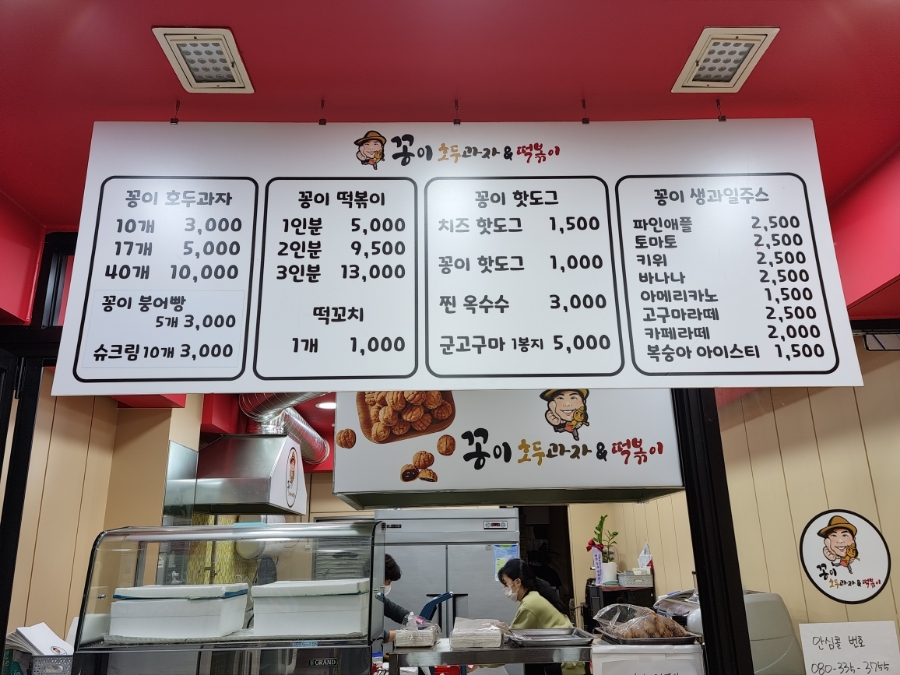 꽁이 호두과자 & 떡볶이
꽁이 호두과자
10개 3,000
17개 5,000
40개 10,000
꽁이 붕어빵
5개 3,000
슈크림 10개 3,000
꽁이 떡볶이
1인분 5,000
2인분 9,500
3인분 13,000
떡꼬치
1개 1,000
꽁이 핫도그
치즈 핫도그 1,500
꽁이 핫도그 1,000
찐 옥수수 3,000
군고구마 1봉지 5,000
꽁이 생과일주스
파인애플 2,500
토마토 2,500
키위 2,500
바나나 2,500
아메리카노 1,500
고구마라떼 2,500
카페라떼 2,000
복숭아 아이스티 1,500
꽁이 호두과자 & 떡볶이
꽁이 호두과자 & 떡볶이
안심콜 번호
080-335-3755
GRAND